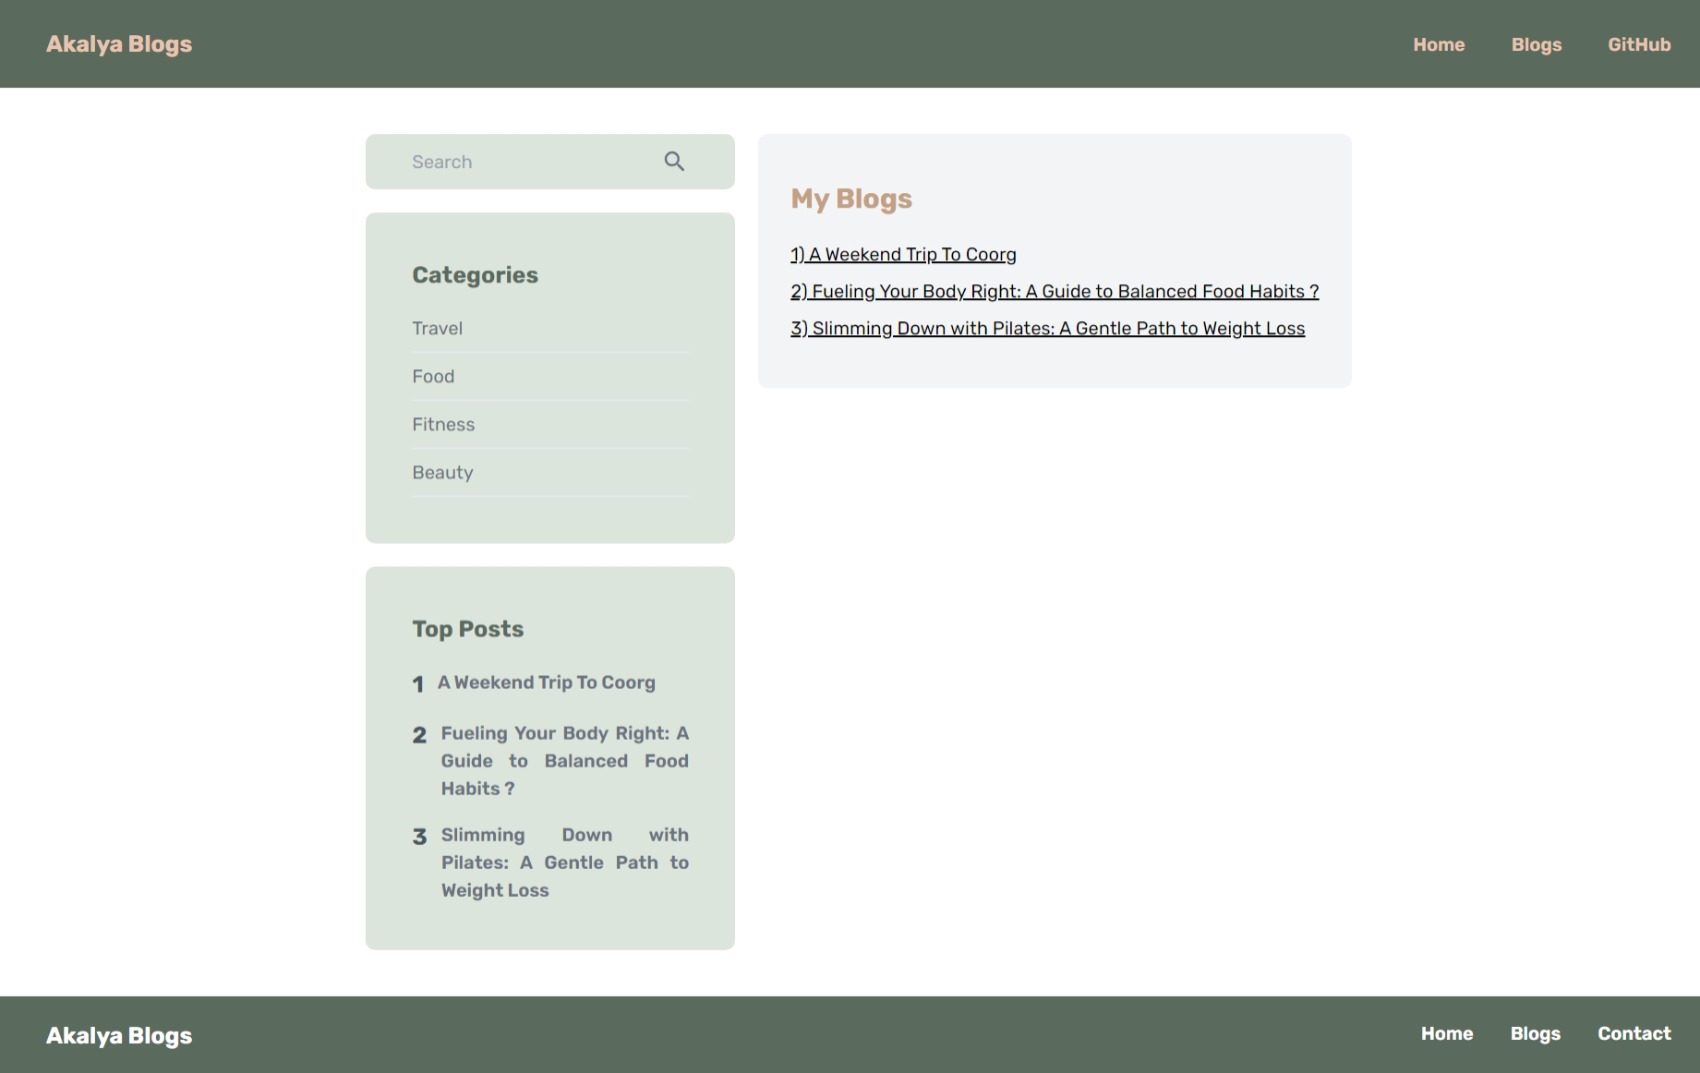 Akalya Blogs
Home Blogs GitHub
Search
Categories
Travel
Food
Fitness
Beauty
Top Posts
1 A Weekend Trip To Coorg
2 Fueling Your Body Right: A
Guide to Balanced Food
Habits ?
3 Slimming Down with
Pilates: A Gentle Path to
Weight Loss
My Blogs
1) A Weekend Trip To Coorg
2) Fueling Your Body Right: A Guide to Balanced Food Habits ?
3) Slimming Down with Pilates: A Gentle Path to Weight Loss
Akalya Blogs
Home Blogs Contact